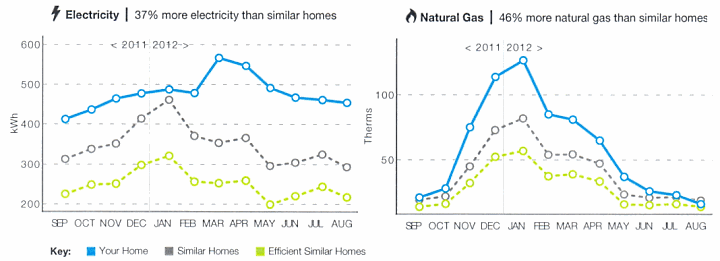 Electricity | 37% more electricity than similar homes
< 2011 2012 >
600
500
400
300
200
kWh
SEP OCT NOV DEC JAN FEB MAR APR MAY JUN JUL AUG
Key: Your Home Similar Homes Efficient Similar Homes
Natural Gas | 46% more natural gas than similar homes
< 2011 2012 >
100
50
Therms
SEP OCT NOV DEC JAN FEB MAR APR MAY JUN JUL AUG